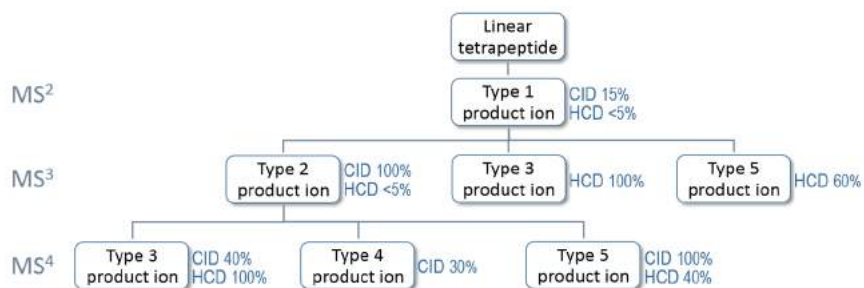 Linear
tetrapeptide
MS²
Type 1
product ion
CID 15%
HCD <5%
MS³
Type 2
product ion
CID 100%
HCD <5%
Type 3
product ion
HCD 100%
Type 5
product ion
HCD 60%
MS⁴
Type 3
product ion
CID 40%
HCD 100%
Type 4
product ion
CID 30%
Type 5
product ion
CID 100%
HCD 40%